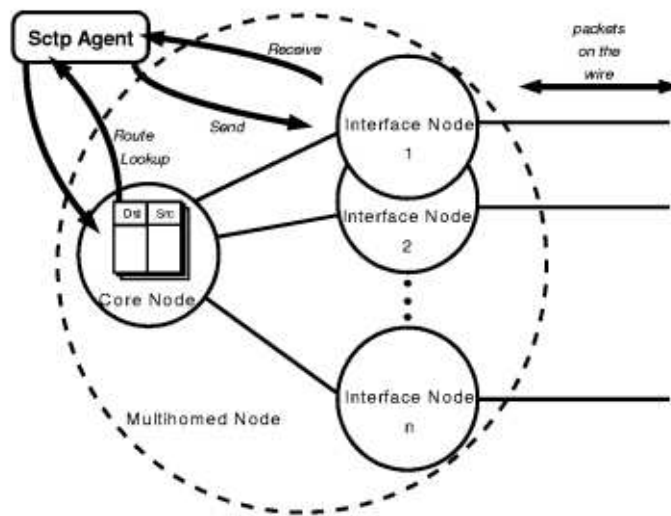 Sctp Agent
Receive
packets
on the
wire
Send
Route
Lookup
Interface Node
1
Dst Src
Interface Node
2
Core Node
Interface Node
n
Multihomed Node